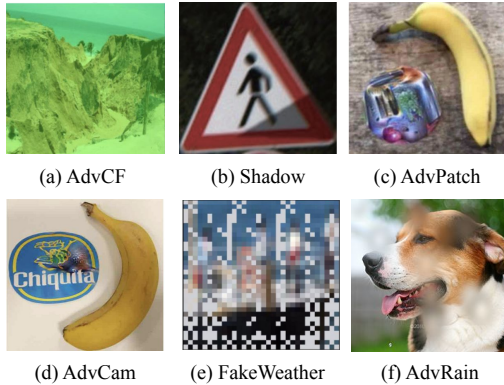 (a) AdvCF
(b) Shadow
(c) AdvPatch
Chiquita
(d) AdvCam
(e) FakeWeather
(f) AdvRain